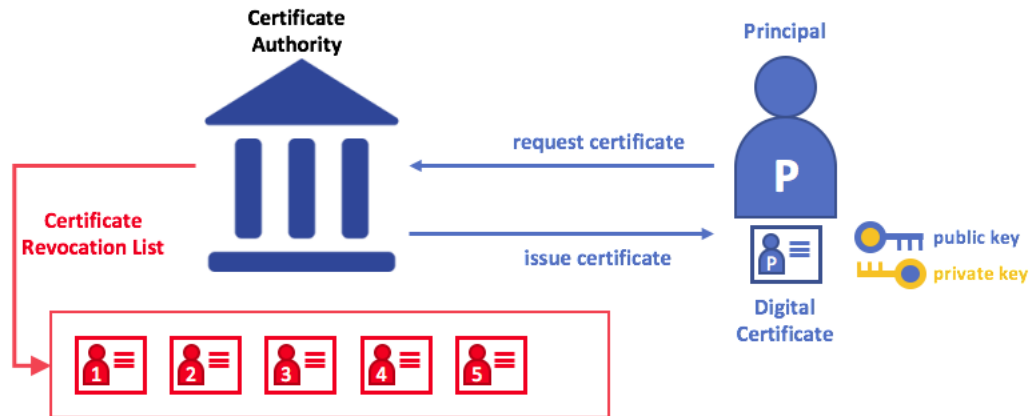 Certificate
Authority
Principal
request certificate
P
Certificate
Revocation List
issue certificate
P
public key
private key
Digital
Certificate
1
2
3
4
5